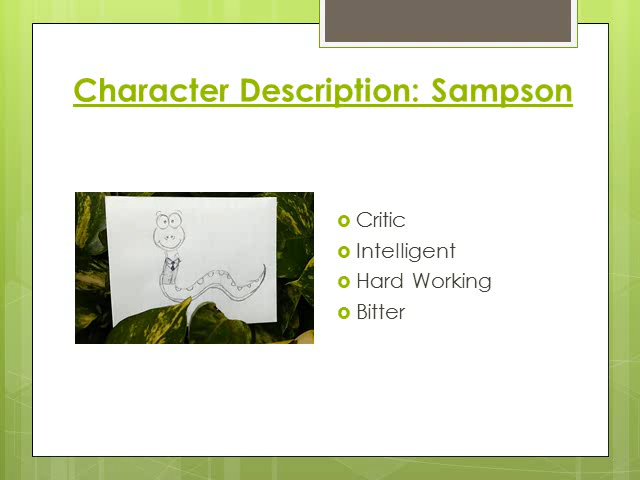 Character Description: Sampson
Critic
Intelligent
Hard Working
Bitter